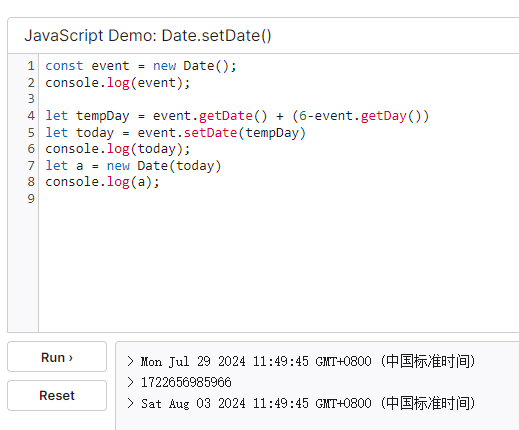 JavaScript Demo: Date.setDate()
1 const event = new Date();
2 console.log(event);
3
4 let tempDay = event.getDate() + (6-event.getDay())
5 let today = event.setDate(tempDay)
6 console.log(today);
7 let a = new Date(today)
8 console.log(a);
9
Run ›
Reset
> Mon Jul 29 2024 11:49:45 GMT+0800 (中国标准时间)
> 1722656985966
> Sat Aug 03 2024 11:49:45 GMT+0800 (中国标准时间)